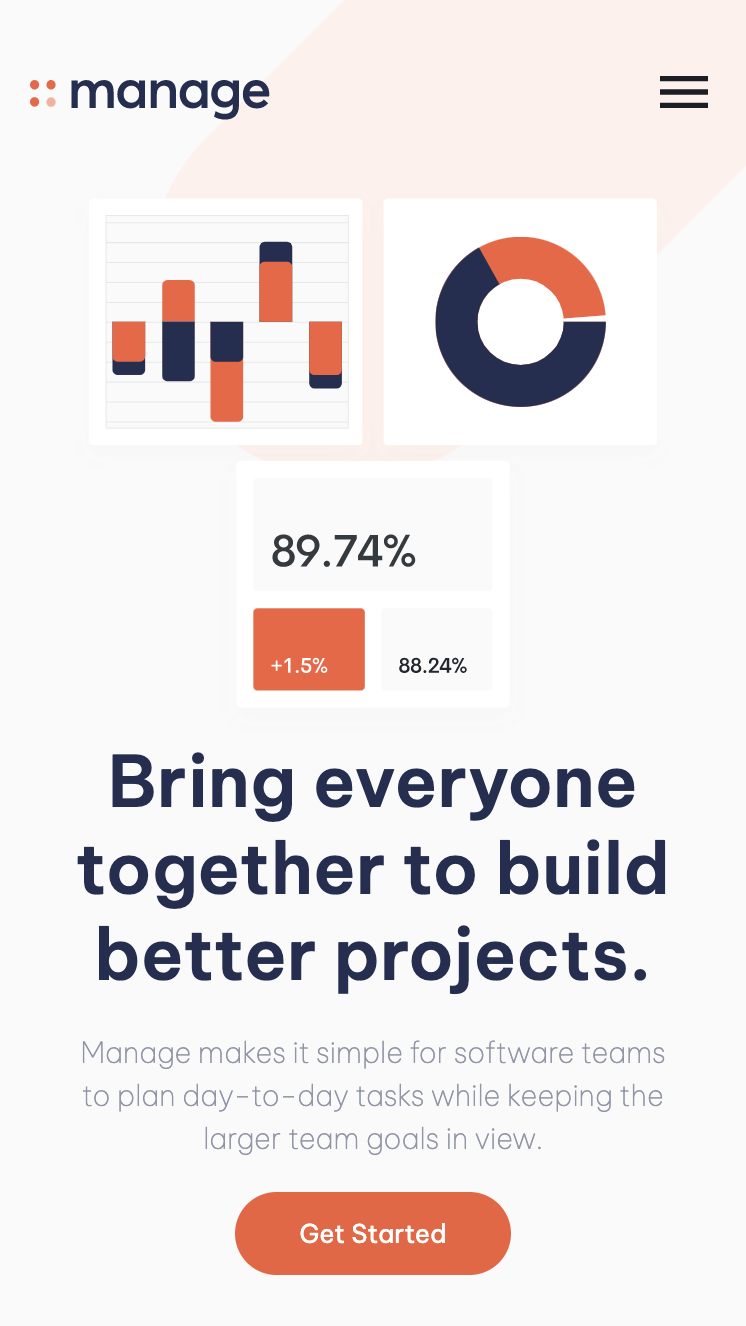 manage
89.74%
+1.5%
88.24%
Bring everyone
together to build
better projects.
Manage makes it simple for software teams
to plan day-to-day tasks while keeping the
larger team goals in view.
Get Started